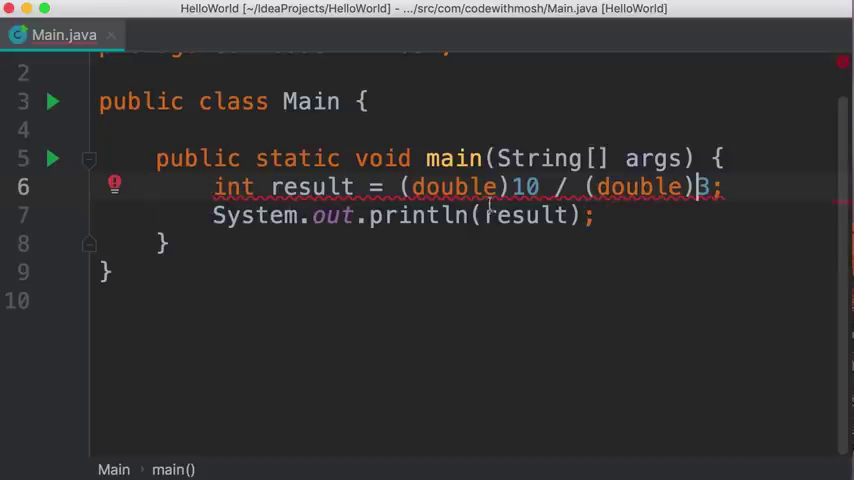 HelloWorld [~/IdeaProjects/HelloWorld] - .../src/com/codewithmosh/Main.java [HelloWorld]
Main.java
2
3 public class Main {
4
5 public static void main(String[] args) {
6 int result = (double)10 / (double)3;
7 System.out.println(result);
8 }
9 }
10
Main › main()